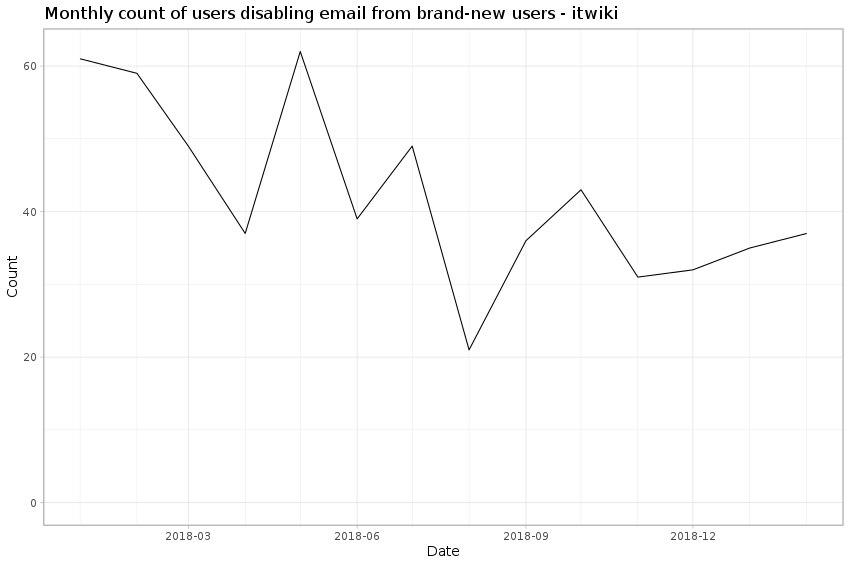 Monthly count of users disabling email from brand-new users - itwiki
60
40
20
0
Count
2018-03 2018-06 2018-09 2018-12
Date